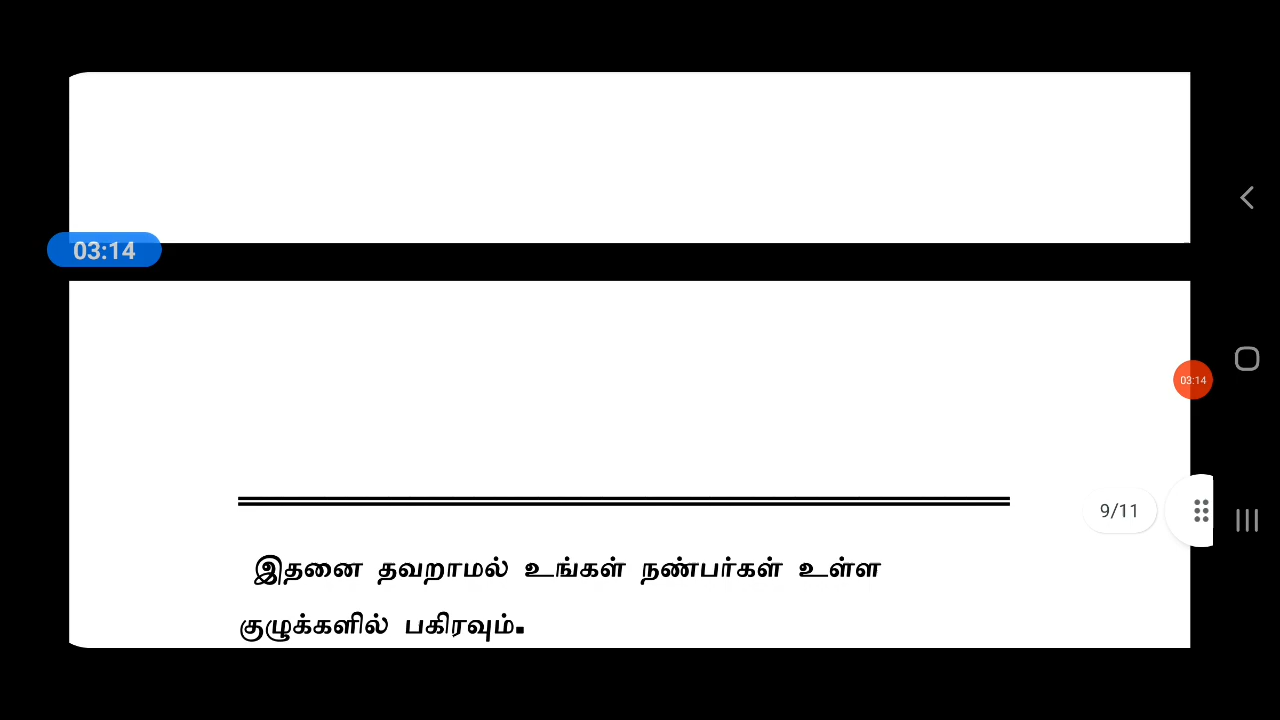 03:14
03:14
9/11
இதனை தவறாமல் உங்கள் நண்பர்கள் உள்ள
குழுக்களில் பகிரவும்.